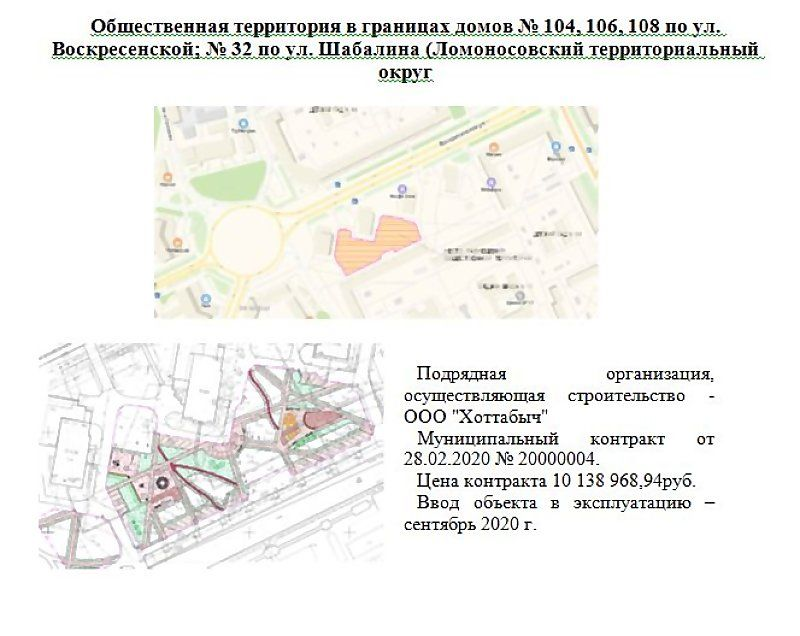 Общественная территория в границах домов № 104, 106, 108 по ул.
Воскресенской; № 32 по ул. Шабалина (Ломоносовский территориальный
округ
Подрядная организация,
осуществляющая строительство -
ООО "Хоттабыч"
Муниципальный контракт от
28.02.2020 № 20000004.
Цена контракта 10 138 968,94руб.
Ввод объекта в эксплуатацию –
сентябрь 2020 г.